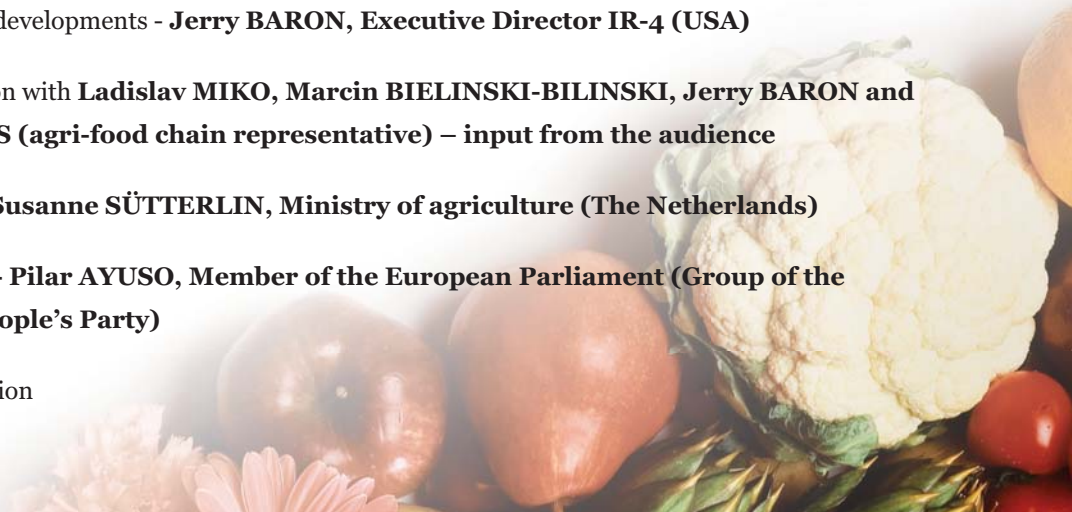 developments - Jerry BARON, Executive Director IR-4 (USA)
on with Ladislav MIKO, Marcin BIELINSKI-BILINSKI, Jerry BARON and
S (agri-food chain representative) – input from the audience
Susanne SÜTTERLIN, Ministry of agriculture (The Netherlands)
- Pilar AYUSO, Member of the European Parliament (Group of the
ople’s Party)
ion